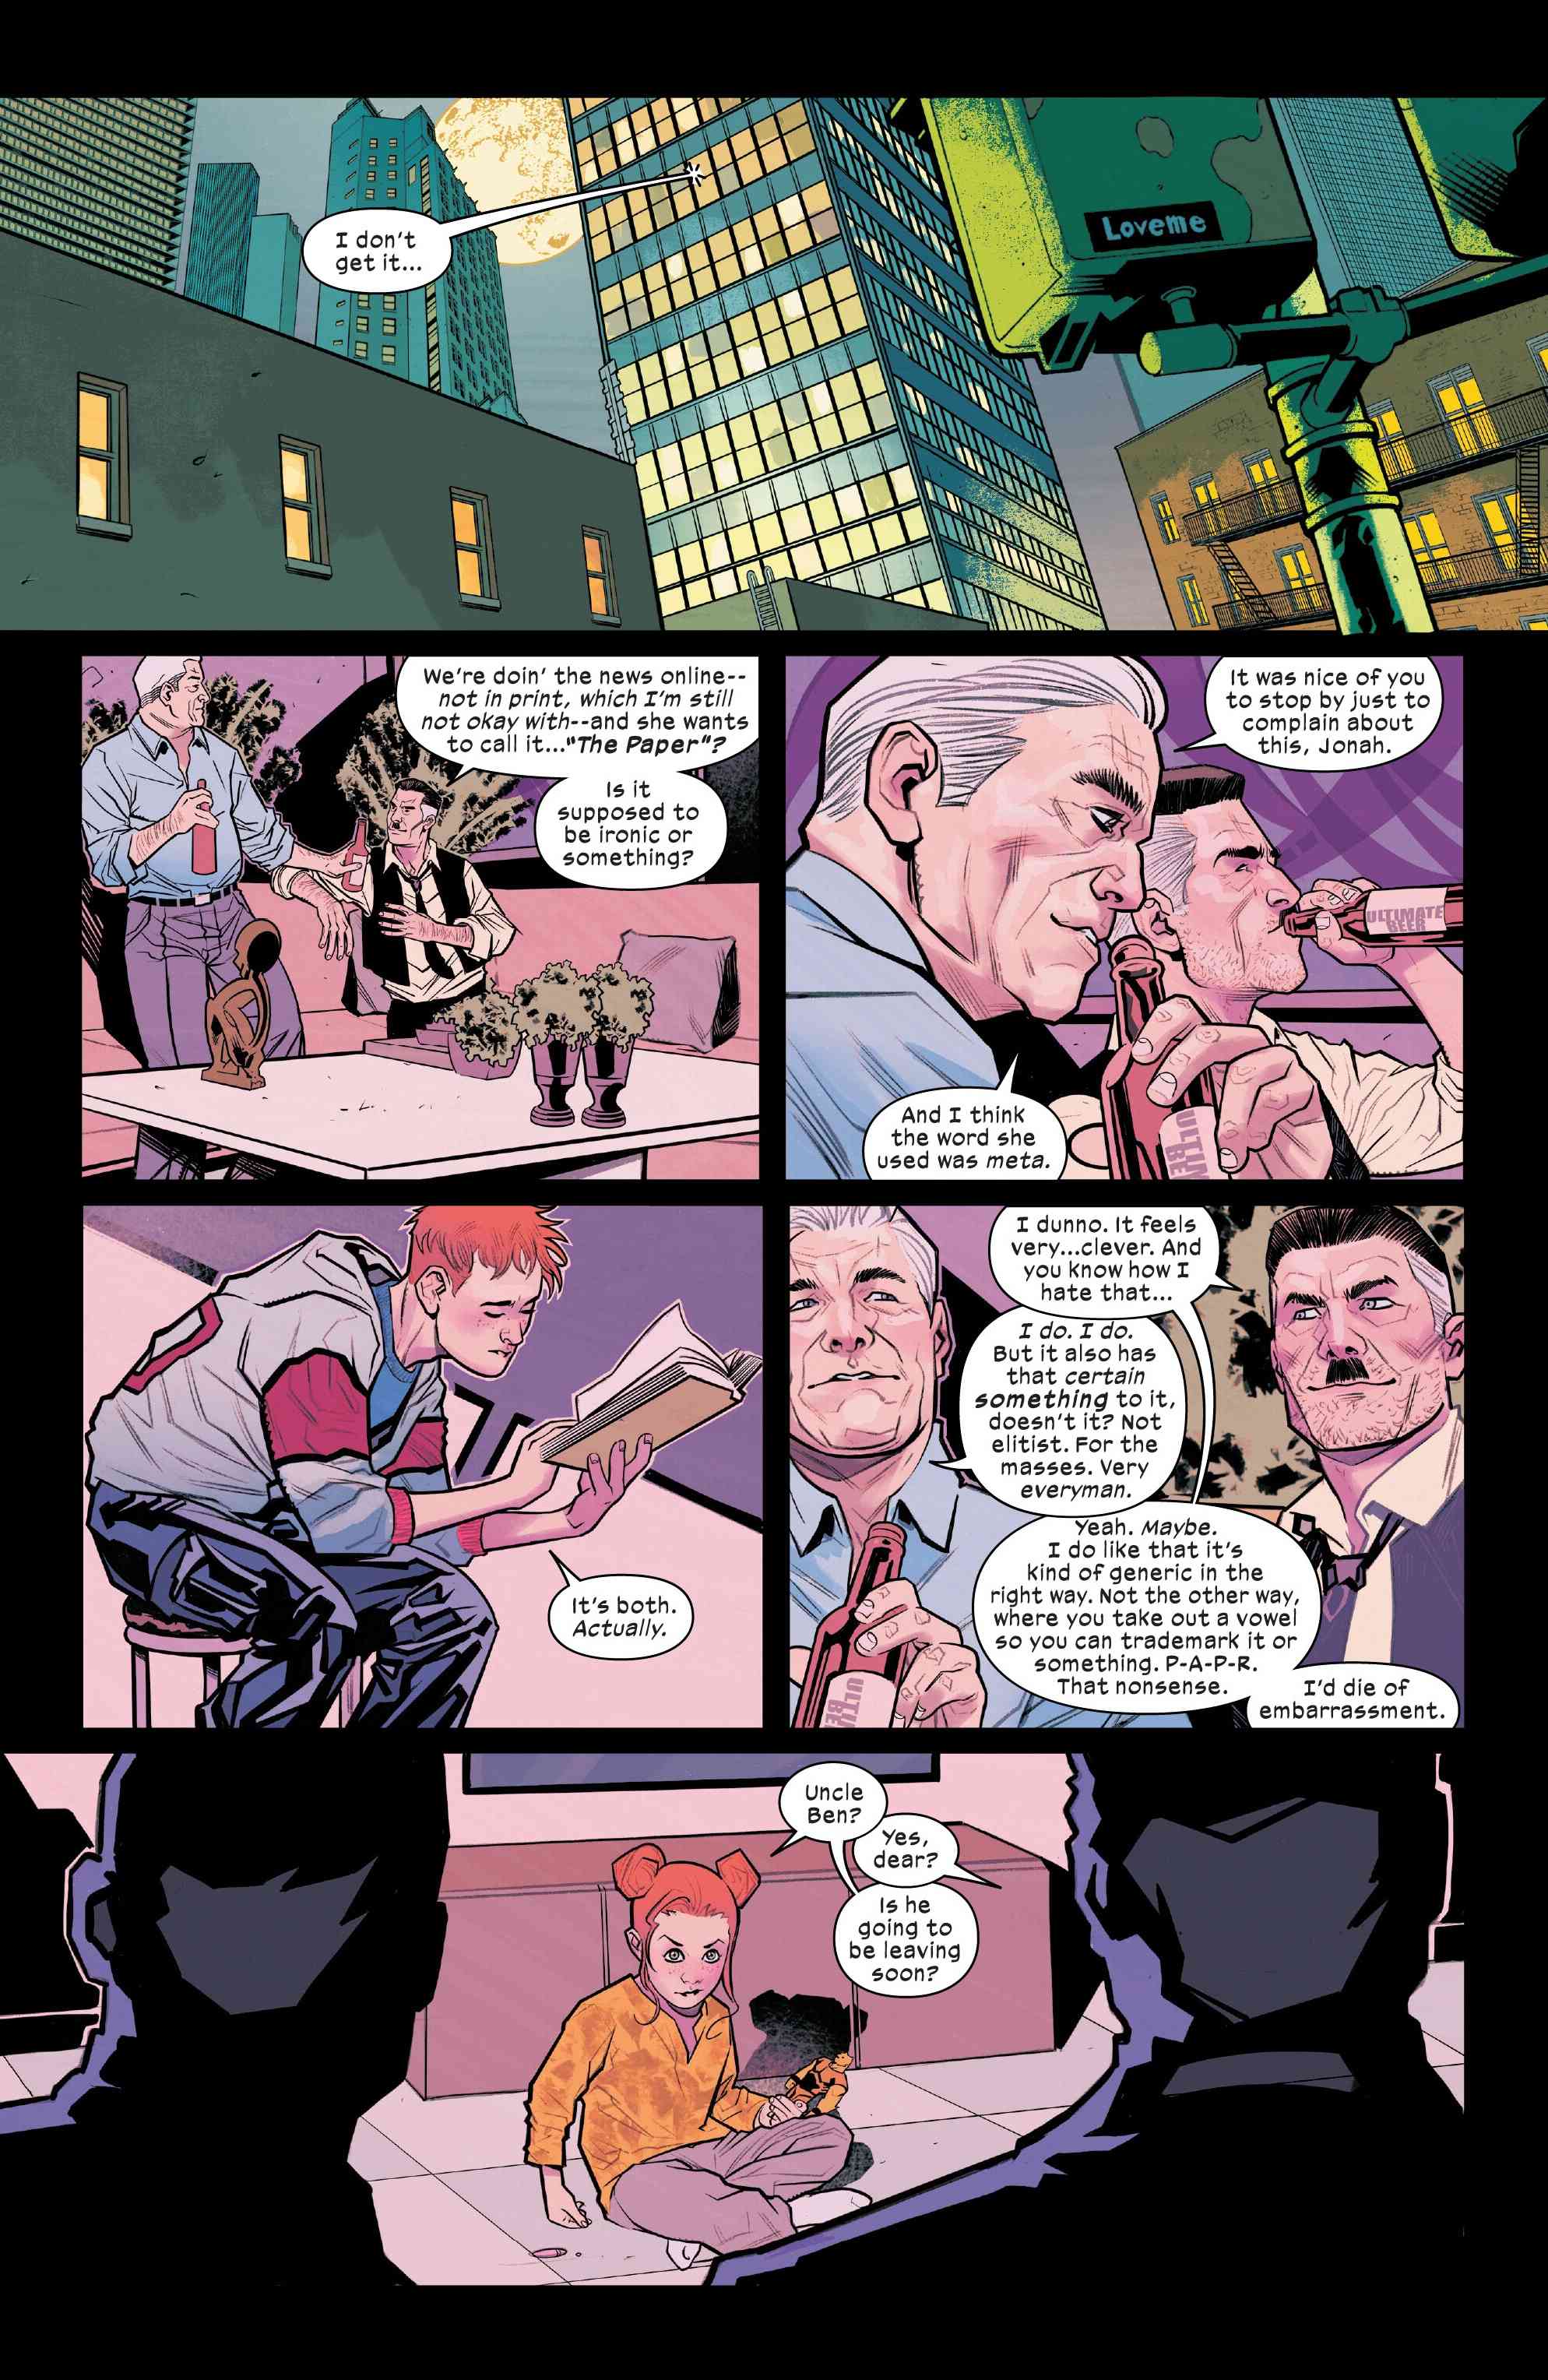 I don't
get it...
Loveme
We're doin' the news online--
not in print, which I'm still
not okay with--and she wants
to call it..."The Paper"?
Is it
supposed to
be ironic or
something?
It was nice of you
to stop by just to
complain about
this, Jonah.
ULTIMATE
BEER
And I think
the word she
used was meta.
ULTIM
BE
It's both.
Actually.
I dunno. It feels
very...clever. And
you know how I
hate that...
I do. I do.
But it also has
that certain
something to it,
doesn't it? Not
elitist. For the
masses. Very
everyman.
Yeah. Maybe.
I do like that it's
kind of generic in the
right way. Not the other way,
where you take out a vowel
so you can trademark it or
something. P-A-P-R.
That nonsense.
I'd die of
embarrassment.
ULTI
BE
Uncle
Ben?
Yes,
dear?
Is he
going to
be leaving
soon?